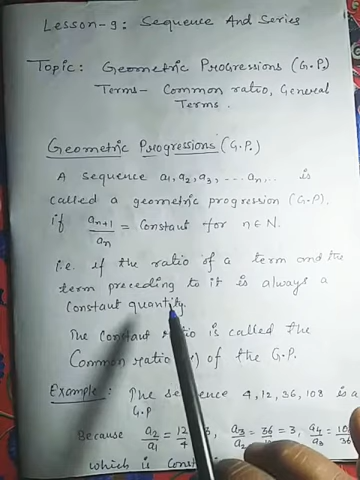 Lesson-9: Sequence And Series
Topic: Geometric Progressions (G.P.)
Terms- Common ratio, General
Terms.
Geometric Progressions (G.P.)
A sequence a₁, a₂, a₃, ... aₙ... is
called a geometric progression (G.P).
if aₙ₊₁/aₙ = Constant for n ∈ N.
i.e. if the ratio of a term and the
term preceding to it is always a
constant quantity.
The constant ratio is called the
Common ratio of the G.P.
Example: The sequence 4, 12, 36, 108 is a
G.P
Because a₂/a₁ = 12/4 = 3, a₃/a₂ = 36/ = 3, a₄/a₃ =
which is